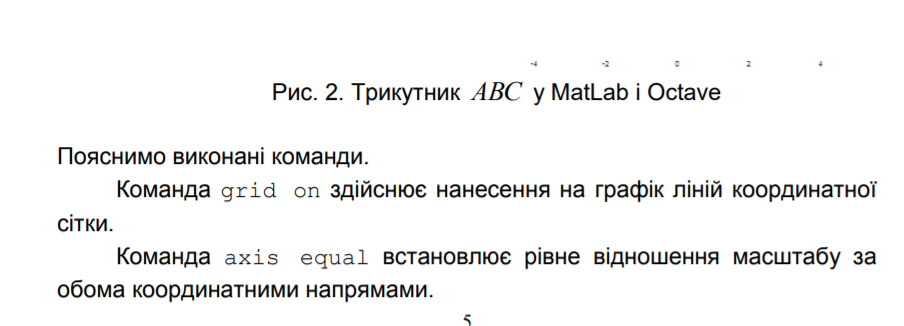 -4 -2 0 2 4
Рис. 2. Трикутник ABC у MatLab і Octave
Пояснимо виконані команди.
Команда grid on здійснює нанесення на графік ліній координатної
сітки.
Команда axis equal встановлює рівне відношення масштабу за
обома координатними напрямами.
5